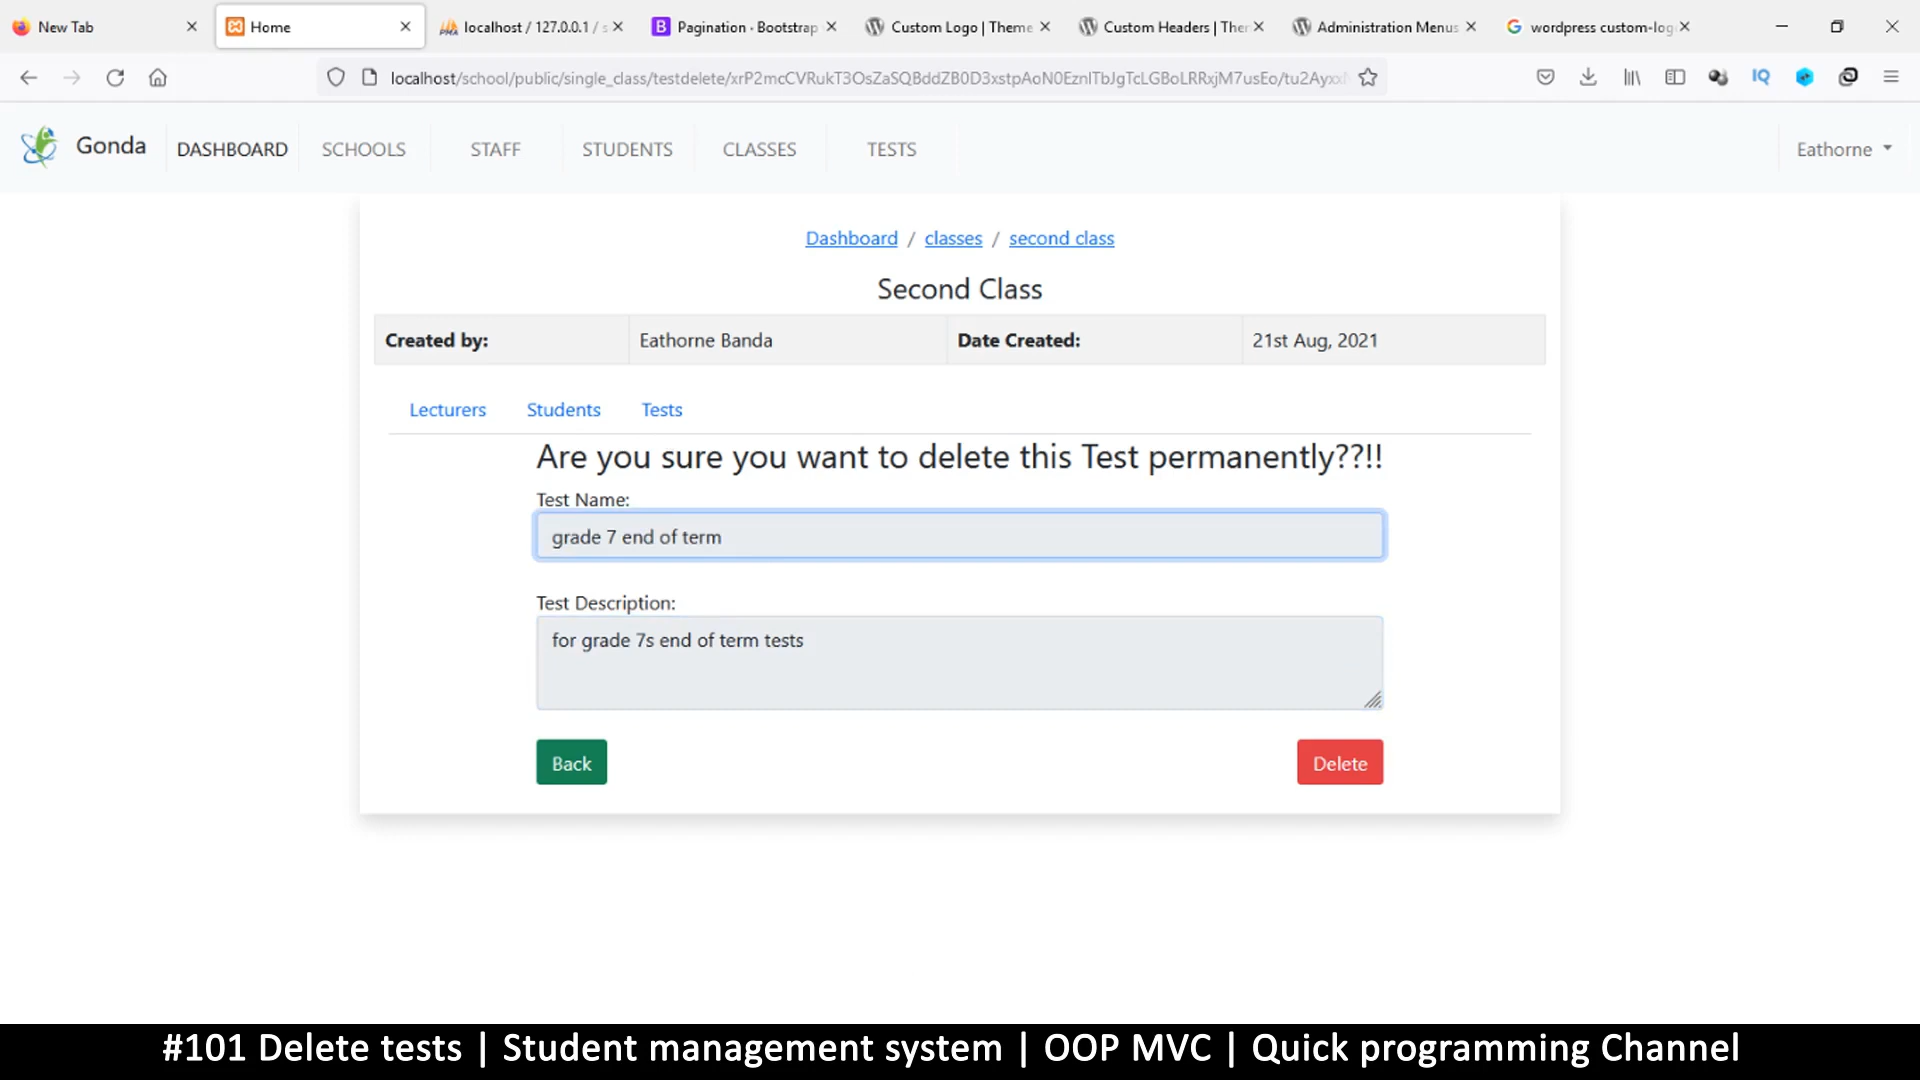 New Tab
Home
localhost / 127.0.0.1 / s
Pagination · Bootstrap
Custom Logo | Theme
Custom Headers | Ther
Administration Menus
wordpress custom-log
localhost/school/public/single_class/testdelete/xrP2mcCVRukT3OsZaSQBddZB0D3xstpAoN0EznlTbJgTcLGBoLRRxjM7usEo/tu2Ayxx
IQ
Gonda
DASHBOARD
SCHOOLS
STAFF
STUDENTS
CLASSES
TESTS
Eathorne
Dashboard / classes / second class
Second Class
Created by:
Eathorne Banda
Date Created:
21st Aug, 2021
Lecturers
Students
Tests
Are you sure you want to delete this Test permanently??!!
Test Name:
grade 7 end of term
Test Description:
for grade 7s end of term tests
Back
Delete
#101 Delete tests | Student management system | OOP MVC | Quick programming Channel